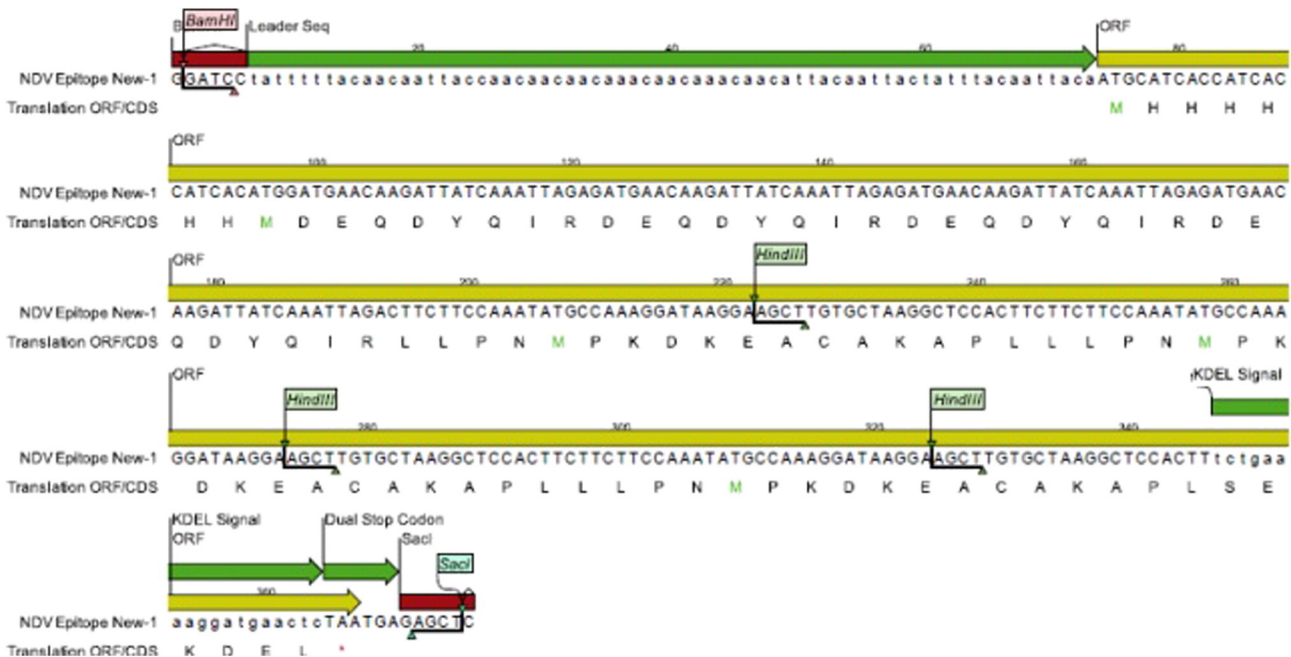 BamHI Leader Seq ORF
20 40 60 80
NDV Epitope New-1 GGATCCtatttttacaacaattaccaacaacaacaaacaacaaacaacattacaattactatttacaattacaATGCATCACCATCAC
Translation ORF/CDS M H H H H
ORF
100 120 140 160
NDV Epitope New-1 CATCACATGGATGAACAAGATTATCAAATTAGAGATGAACAAGATTATCAAATTAGAGATGAACAAGATTATCAAATTAGAGATGAAC
Translation ORF/CDS H H M D E Q D Y Q I R D E Q D Y Q I R D E Q D Y Q I R D E
HindIII
ORF
180 200 220 240 260
NDV Epitope New-1 AAGATTATCAAATTAGACTTCTTCCAAATATGCCAAAGGATAAGGAAGCTTGTGCTAAGGCTCCACTTCTTCTTCCAAATATGCCAAA
Translation ORF/CDS Q D Y Q I R L L P N M P K D K E A C A K A P L L L P N M P K
ORF KDEL Signal
HindIII HindIII
280 300 320 340
NDV Epitope New-1 GGATAAGGAAGCTTGTGCTAAGGCTCCACTTCTTCTTCCAAATATGCCAAAGGATAAGGAAGCTTGTGCTAAGGCTCCACTTtctgaa
Translation ORF/CDS D K E A C A K A P L L L P N M P K D K E A C A K A P L S E
KDEL Signal Dual Stop Codon
ORF SacI
SacI
360
NDV Epitope New-1 aaggatgaactcTAATGAGAGCTC
Translation ORF/CDS K D E L *